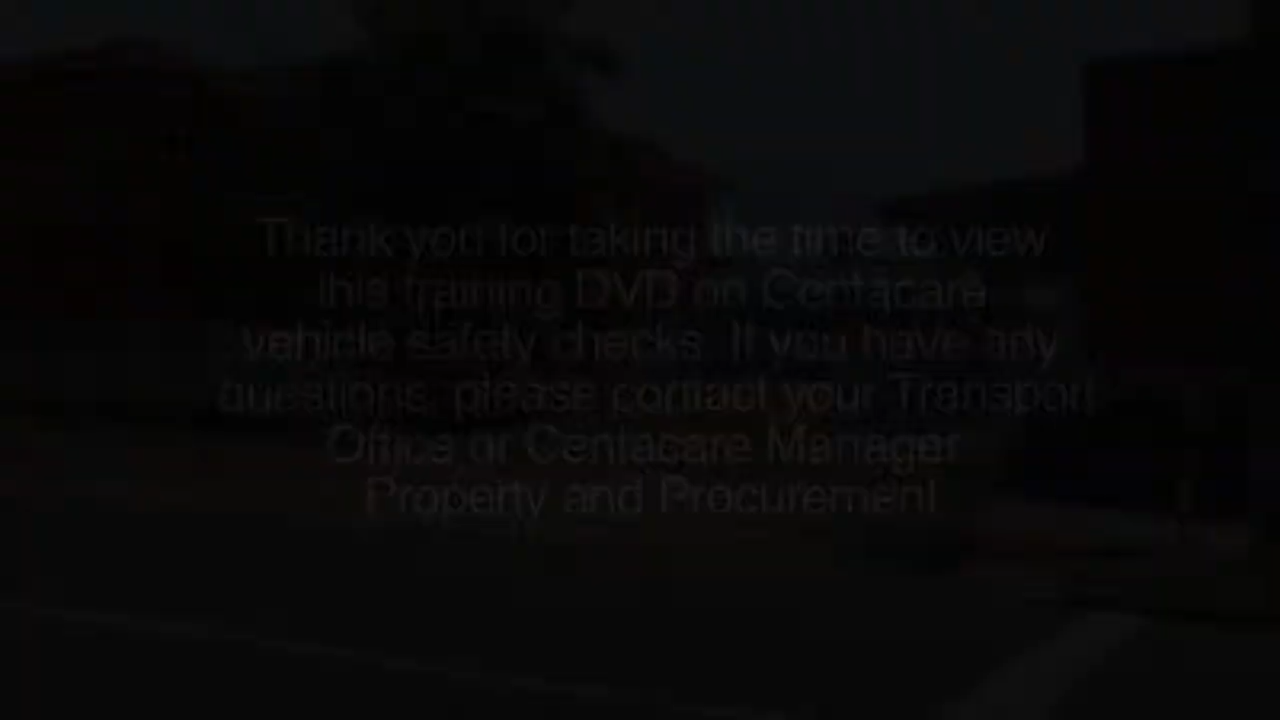 Thank you for taking the time to view
this training DVD on Centacare
vehicle safety checks. If you have any
questions, please contact your Transport
Office or Centacare Manager
Property and Procurement